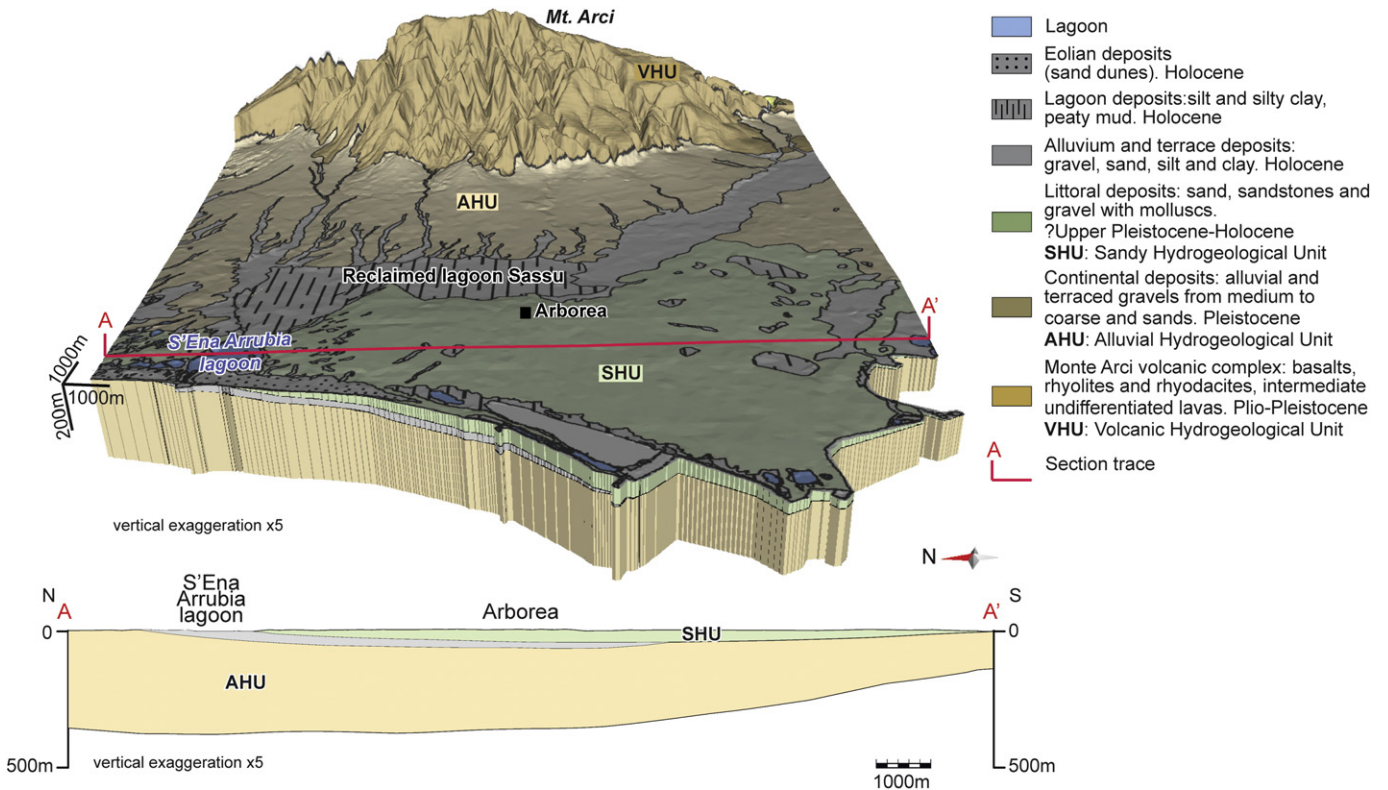 Mt. Arci
VHU
AHU
Reclaimed lagoon Sassu
Arborea
A
A'
S'Ena Arrubia
lagoon
SHU
1000m
1000m
200m
vertical exaggeration x5
N
Lagoon
Eolian deposits
(sand dunes). Holocene
Lagoon deposits:silt and silty clay,
peaty mud. Holocene
Alluvium and terrace deposits:
gravel, sand, silt and clay. Holocene
Littoral deposits: sand, sandstones and
gravel with molluscs.
?Upper Pleistocene-Holocene
SHU: Sandy Hydrogeological Unit
Continental deposits: alluvial and
terraced gravels from medium to
coarse and sands. Pleistocene
AHU: Alluvial Hydrogeological Unit
Monte Arci volcanic complex: basalts,
rhyolites and rhyodacites, intermediate
undifferentiated lavas. Plio-Pleistocene
VHU: Volcanic Hydrogeological Unit
A
Section trace
N
A
S'Ena
Arrubia
lagoon
Arborea
S
A'
0
SHU
0
AHU
500m
vertical exaggeration x5
1000m
500m